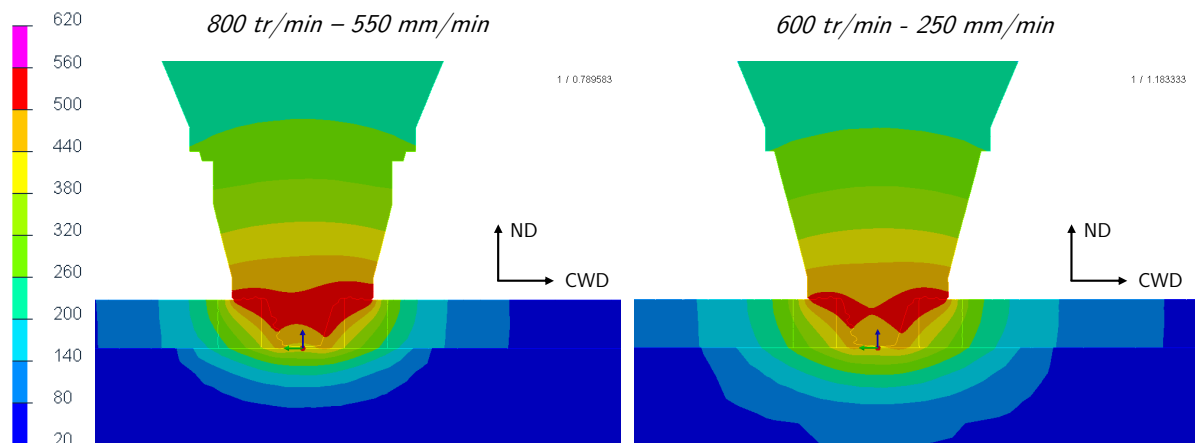 800 tr/min – 550 mm/min
600 tr/min - 250 mm/min
620
560
500
440
380
320
260
200
140
80
20
1 / 0.789583
ND
CWD
1 / 1.183333
ND
CWD